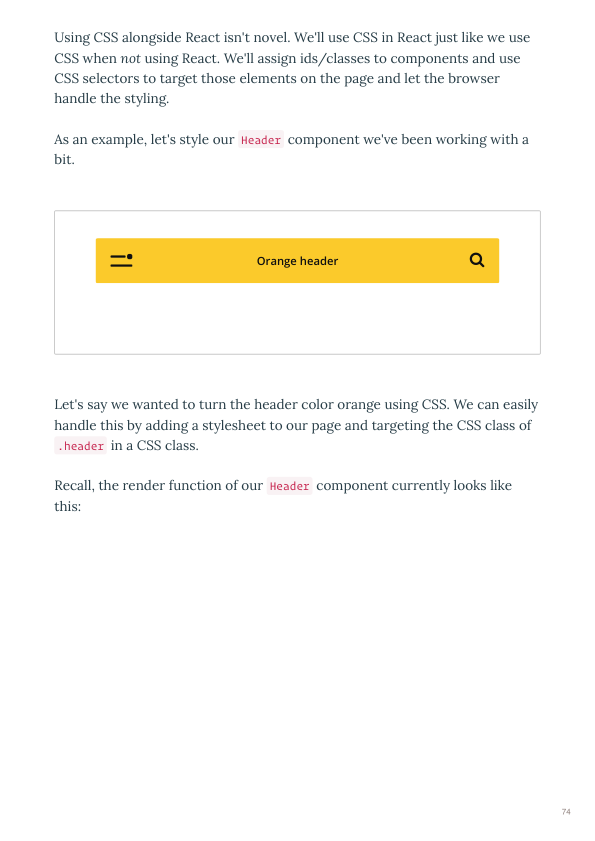 Using CSS alongside React isn't novel. We'll use CSS in React just like we use
CSS when not using React. We'll assign ids/classes to components and use
CSS selectors to target those elements on the page and let the browser
handle the styling.
As an example, let's style our Header component we've been working with a
bit.
Orange header
Let's say we wanted to turn the header color orange using CSS. We can easily
handle this by adding a stylesheet to our page and targeting the CSS class of
.header in a CSS class.
Recall, the render function of our Header component currently looks like
this:
74